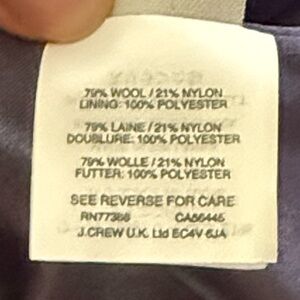 79% WOOL / 21% NYLON
LINING: 100% POLYESTER
79% LAINE / 21% NYLON
DOUBLURE: 100% POLYESTER
79% WOLLE / 21% NYLON
FUTTER: 100% POLYESTER
SEE REVERSE FOR CARE
RN77388 CA56445
J.CREW U.K. Ltd EC4V 6JA